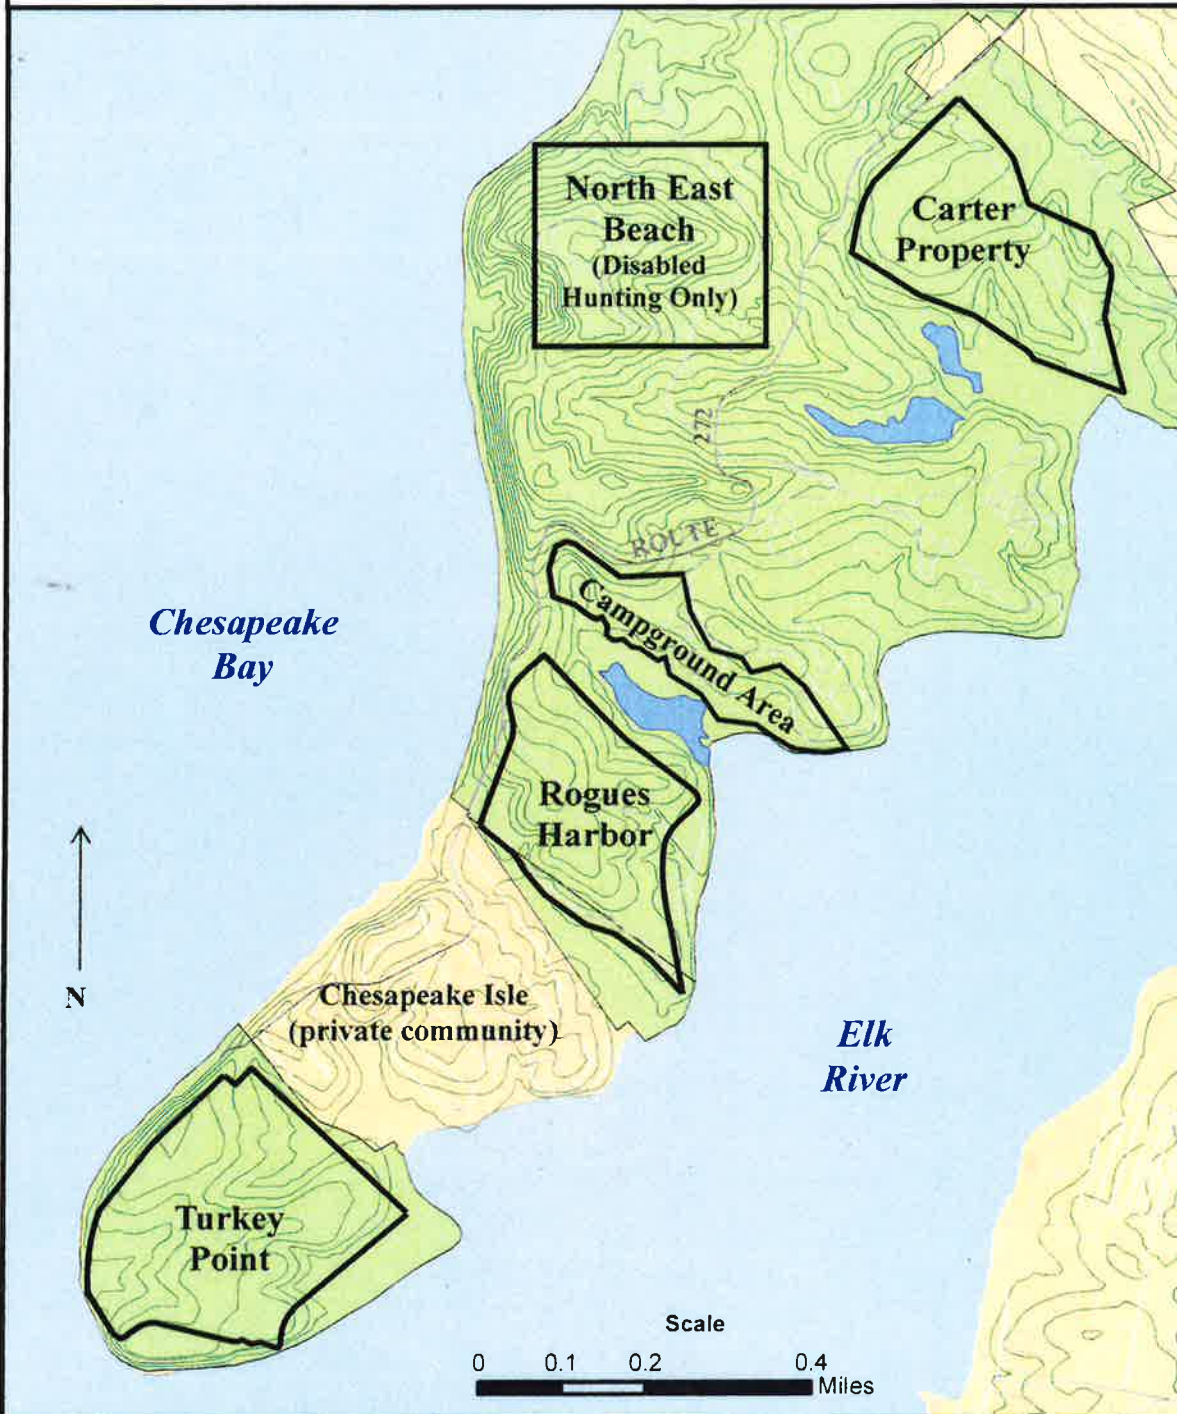 North East
Beach
(Disabled
Hunting Only)
Carter
Property
272
ROUTE
Campground Area
Chesapeake
Bay
Rogues
Harbor
N
Chesapeake Isle
(private community)
Elk
River
Turkey
Point
Scale
0 0.1 0.2 0.4
Miles